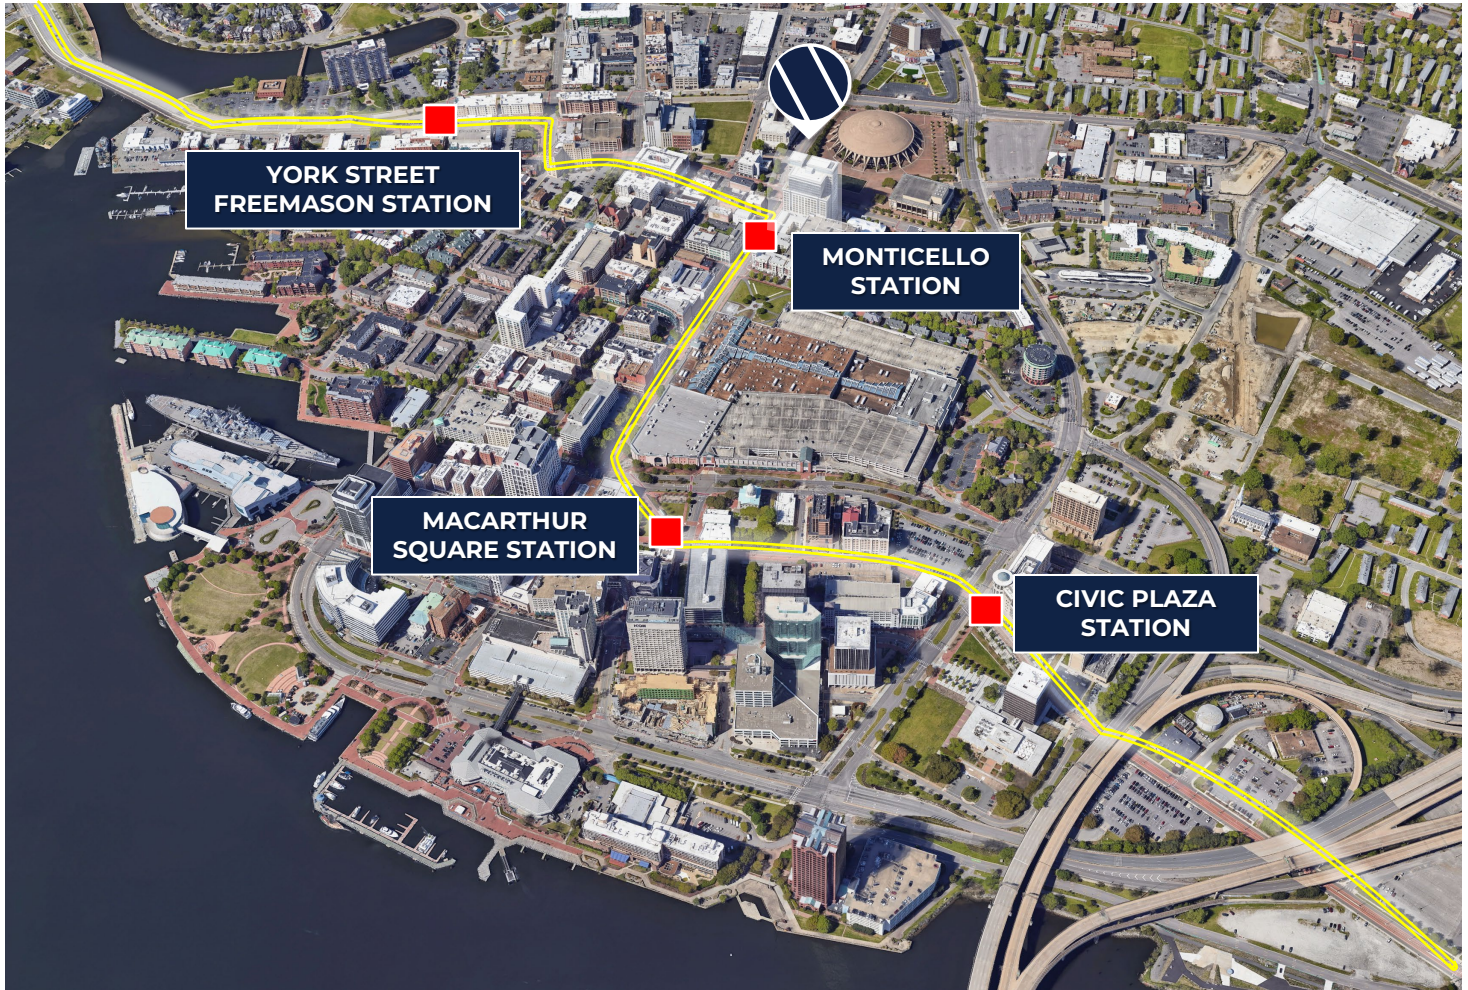 YORK STREET
FREEMASON STATION
MONTICELLO
STATION
MACARTHUR
SQUARE STATION
CIVIC PLAZA
STATION